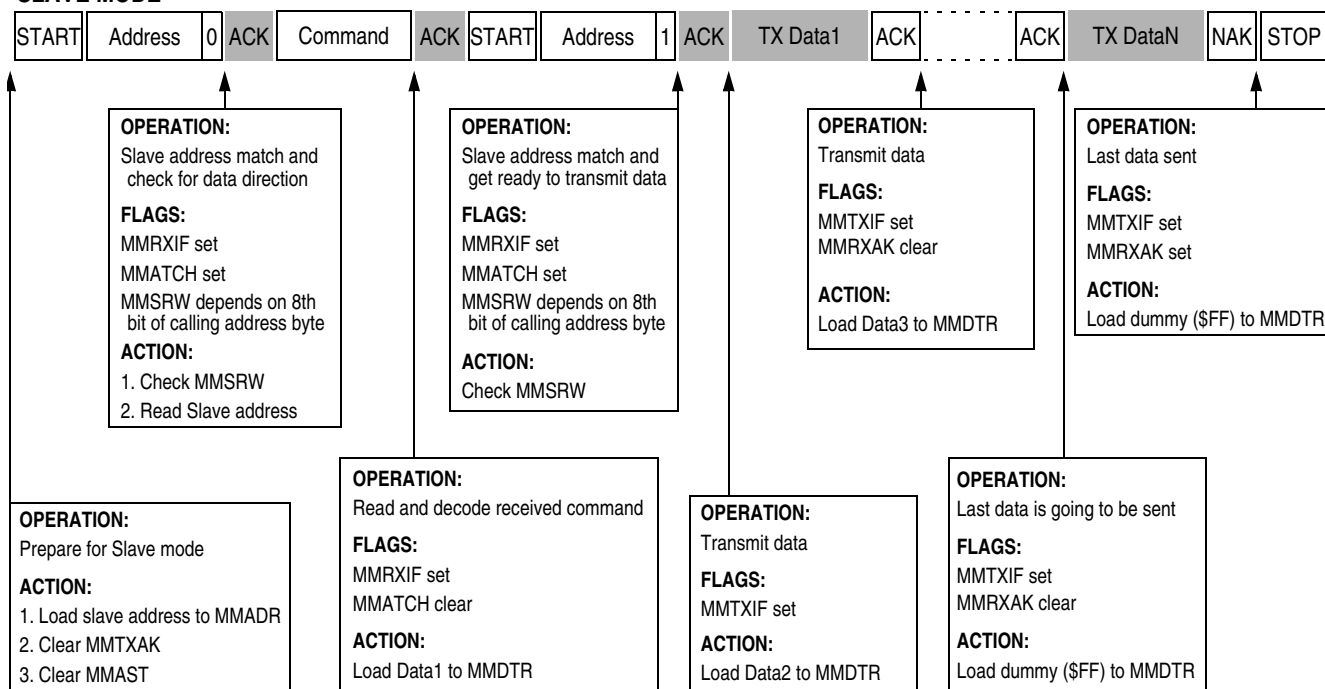 START Address 0 ACK Command ACK START Address 1 ACK TX Data1 ACK ACK TX DataN NAK STOP
OPERATION:
Slave address match and
check for data direction
FLAGS:
MMRXIF set
MMATCH set
MMSRW depends on 8th
bit of calling address byte
ACTION:
1. Check MMSRW
2. Read Slave address
OPERATION:
Slave address match and
get ready to transmit data
FLAGS:
MMRXIF set
MMATCH set
MMSRW depends on 8th
bit of calling address byte
ACTION:
Check MMSRW
OPERATION:
Transmit data
FLAGS:
MMTXIF set
MMRXAK clear
ACTION:
Load Data3 to MMDTR
OPERATION:
Last data sent
FLAGS:
MMTXIF set
MMRXAK set
ACTION:
Load dummy ($FF) to MMDTR
OPERATION:
Prepare for Slave mode
ACTION:
1. Load slave address to MMADR
2. Clear MMTXAK
3. Clear MMAST
OPERATION:
Read and decode received command
FLAGS:
MMRXIF set
MMATCH clear
ACTION:
Load Data1 to MMDTR
OPERATION:
Transmit data
FLAGS:
MMTXIF set
ACTION:
Load Data2 to MMDTR
OPERATION:
Last data is going to be sent
FLAGS:
MMTXIF set
MMRXAK clear
ACTION:
Load dummy ($FF) to MMDTR